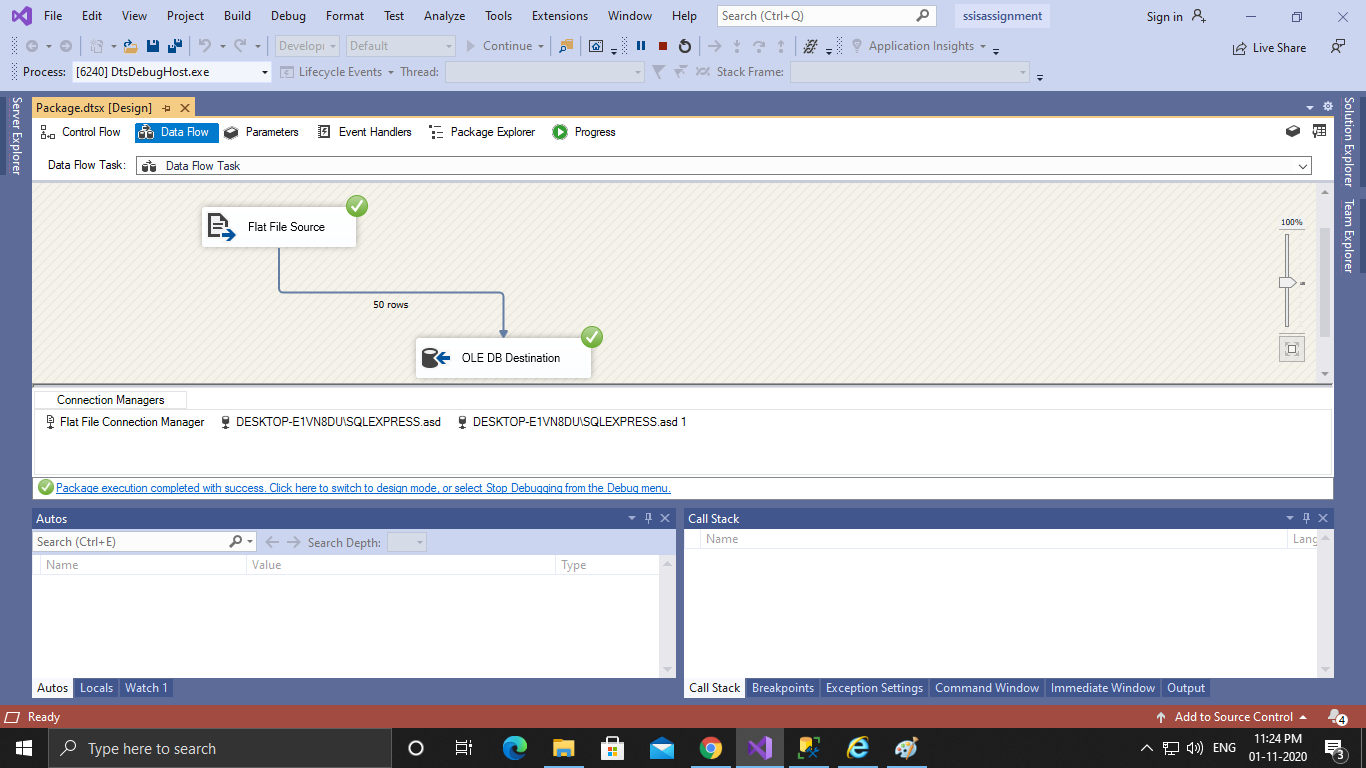 File Edit View Project Build Debug Format Test Analyze Tools Extensions Window Help Search (Ctrl+Q) ssisassignment Sign in
Developi Default Continue Application Insights Live Share
Process: [6240] DtsDebugHost.exe Lifecycle Events Thread: Stack Frame:
Server Explorer
Package.dtsx [Design]
Control Flow Data Flow Parameters Event Handlers Package Explorer Progress
Data Flow Task: Data Flow Task
Flat File Source
50 rows
OLE DB Destination
100%
Solution Explorer
Team Explorer
Connection Managers
Flat File Connection Manager DESKTOP-E1VN8DU\SQLEXPRESS.asd DESKTOP-E1VN8DU\SQLEXPRESS.asd 1
Package execution completed with success. Click here to switch to design mode, or select Stop Debugging from the Debug menu.
Autos
Search (Ctrl+E) Search Depth:
Name Value Type
Autos Locals Watch 1
Call Stack
Name Lang
Call Stack Breakpoints Exception Settings Command Window Immediate Window Output
Ready Add to Source Control 4
Type here to search ENG 11:24 PM
01-11-2020 3